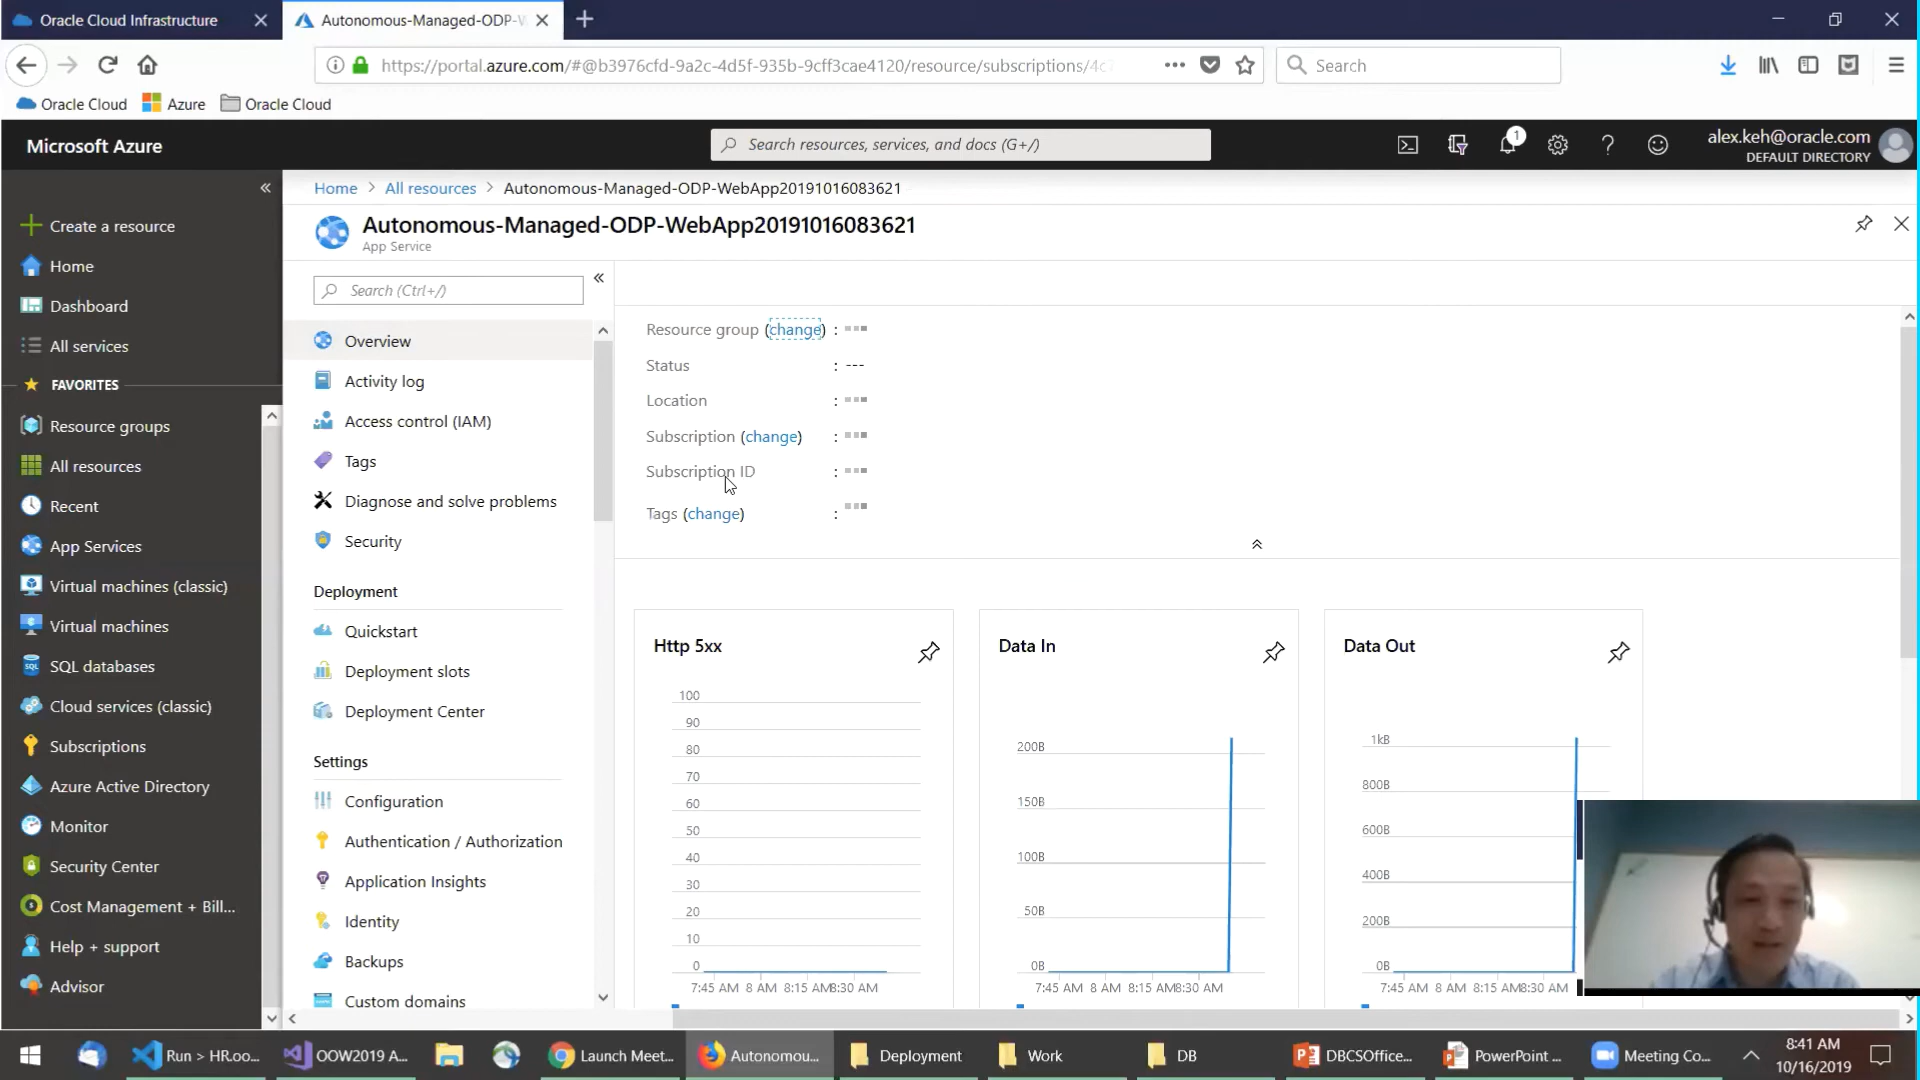 Oracle Cloud Infrastructure
Autonomous-Managed-ODP-W
https://portal.azure.com/#@b3976cfd-9a2c-4d5f-935b-9cff3cae4120/resource/subscriptions/4c
Search
Oracle Cloud
Azure
Oracle Cloud
Microsoft Azure
Search resources, services, and docs (G+/)
1
alex.keh@oracle.com
DEFAULT DIRECTORY
Home > All resources > Autonomous-Managed-ODP-WebApp20191016083621
Autonomous-Managed-ODP-WebApp20191016083621
App Service
Create a resource
Home
Dashboard
All services
FAVORITES
Resource groups
All resources
Recent
App Services
Virtual machines (classic)
Virtual machines
SQL databases
Cloud services (classic)
Subscriptions
Azure Active Directory
Monitor
Security Center
Cost Management + Bill...
Help + support
Advisor
Search (Ctrl+/)
Overview
Activity log
Access control (IAM)
Tags
Diagnose and solve problems
Security
Deployment
Quickstart
Deployment slots
Deployment Center
Settings
Configuration
Authentication / Authorization
Application Insights
Identity
Backups
Custom domains
Resource group (change) :
Status : ---
Location :
Subscription (change) :
Subscription ID :
Tags (change) :
Http 5xx
100
90
80
70
60
50
40
30
20
10
0
7:45 AM 8 AM 8:15 AM 8:30 AM
Data In
200B
150B
100B
50B
0B
7:45 AM 8 AM 8:15 AM 8:30 AM
Data Out
1kB
800B
600B
400B
200B
0B
7:45 AM 8 AM 8:15 AM 8:30 AM
Run > HR.oo...
OOW2019 A...
Launch Meet...
Autonomou...
Deployment
Work
DB
DBCSOffice...
PowerPoint ...
Meeting Co...
8:41 AM
10/16/2019